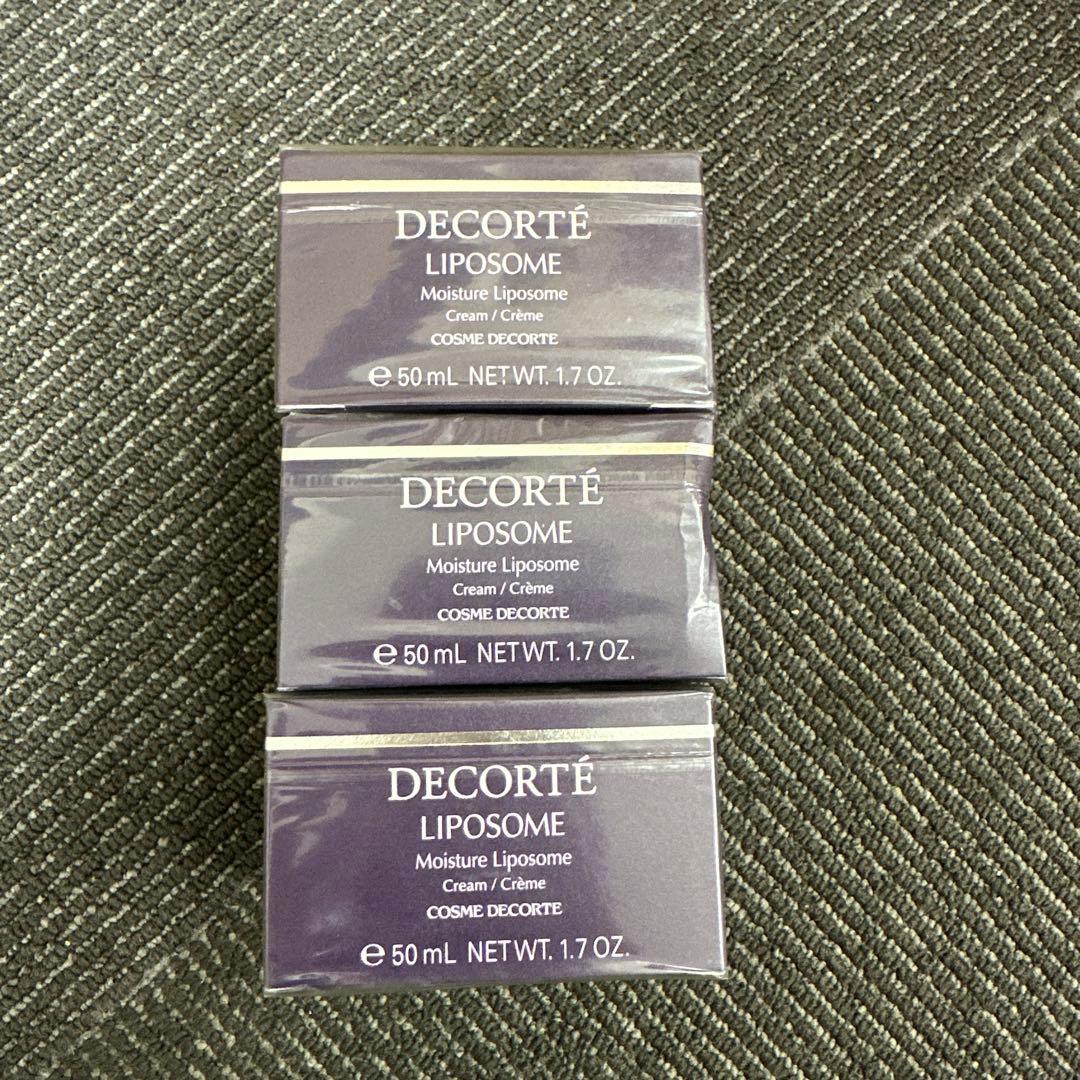 DECORTÉ
LIPOSOME
Moisture Liposome
Cream / Crème
COSME DECORTE
℮ 50 mL NET WT. 1.7 OZ.
DECORTÉ
LIPOSOME
Moisture Liposome
Cream / Crème
COSME DECORTE
℮ 50 mL NET WT. 1.7 OZ.
DECORTÉ
LIPOSOME
Moisture Liposome
Cream / Crème
COSME DECORTE
℮ 50 mL NET WT. 1.7 OZ.